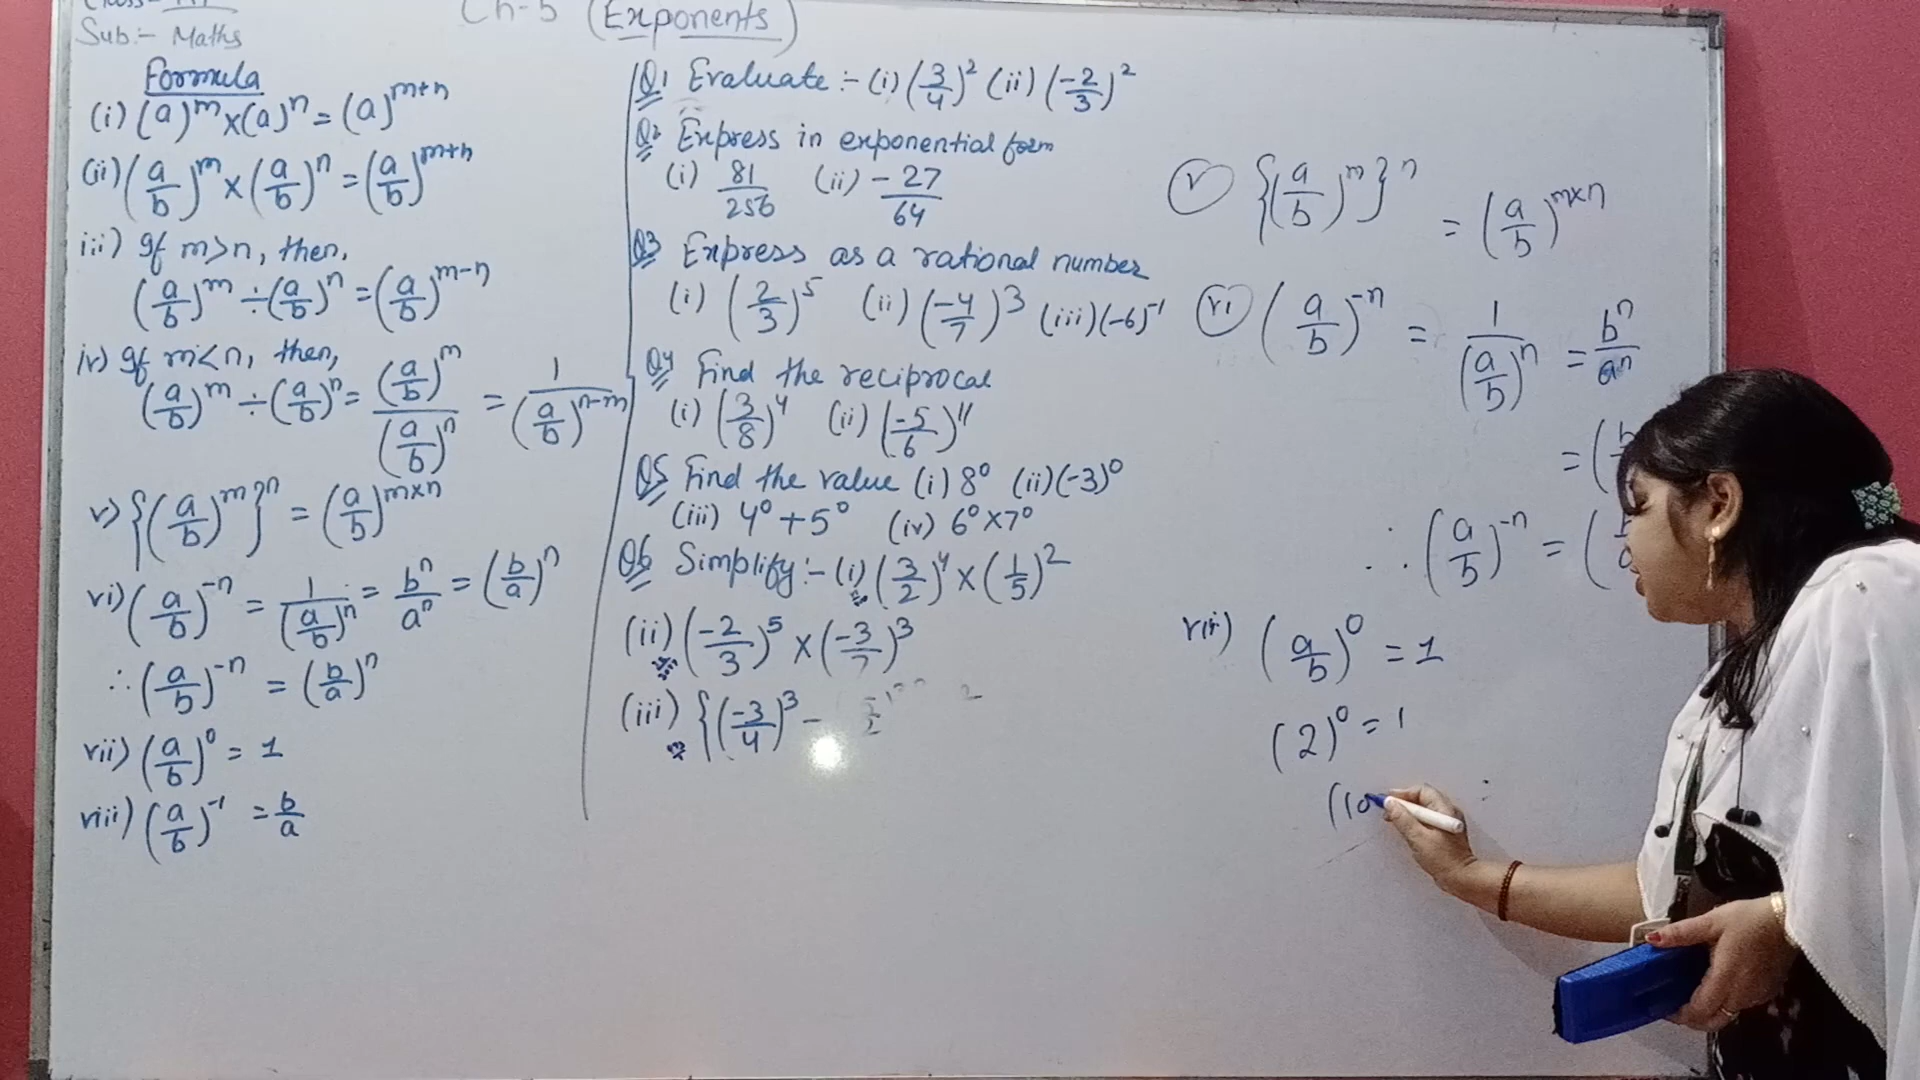 Sub:- Maths
Ch-5 (Exponents)
Formula
(i) (a)^m×(a)^n=(a)^m+n
(ii) (a/b)^m×(a/b)^n=(a/b)^m+n
iii) If m>n, then,
(a/b)^m÷(a/b)^n=(a/b)^m-n
iv) If m<n, then,
(a/b)^m÷(a/b)^n=(a/b)^m/(a/b)^n=1/(a/b)^n-m
v) {(a/b)^m}^n=(a/b)^m×n
vi) (a/b)^-n=1/(a/b)^n=b^n/a^n=(b/a)^n
∴(a/b)^-n=(b/a)^n
vii) (a/b)^0=1
viii) (a/b)^-1=b/a
Q1 Evaluate:-(i)(3/4)^2 (ii)(-2/3)^2
Q2 Express in exponential form
(i) 81/256 (ii) -27/64
Q3 Express as a rational number
(i) (2/3)^5 (ii) (-4/7)^3 (iii)(-6)^-1
Q4 Find the reciprocal
(i) (3/8)^4 (ii) (-5/6)^11
Q5 Find the value (i) 8^0 (ii)(-3)^0
(iii) 4^0+5^0 (iv) 6^0×7^0
Q6 Simplify:-(i)(3/2)^4×(1/5)^2
(ii) (-2/3)^5×(-3/7)^3
(iii) {(-3/4)^3-
v {(a/b)^m}^n
=(a/b)^m×n
vi (a/b)^-n=1/(a/b)^n=b^n/a^n
=(
∴(a/b)^-n=(
vii) (a/b)^0=1
(2)^0=1
(10